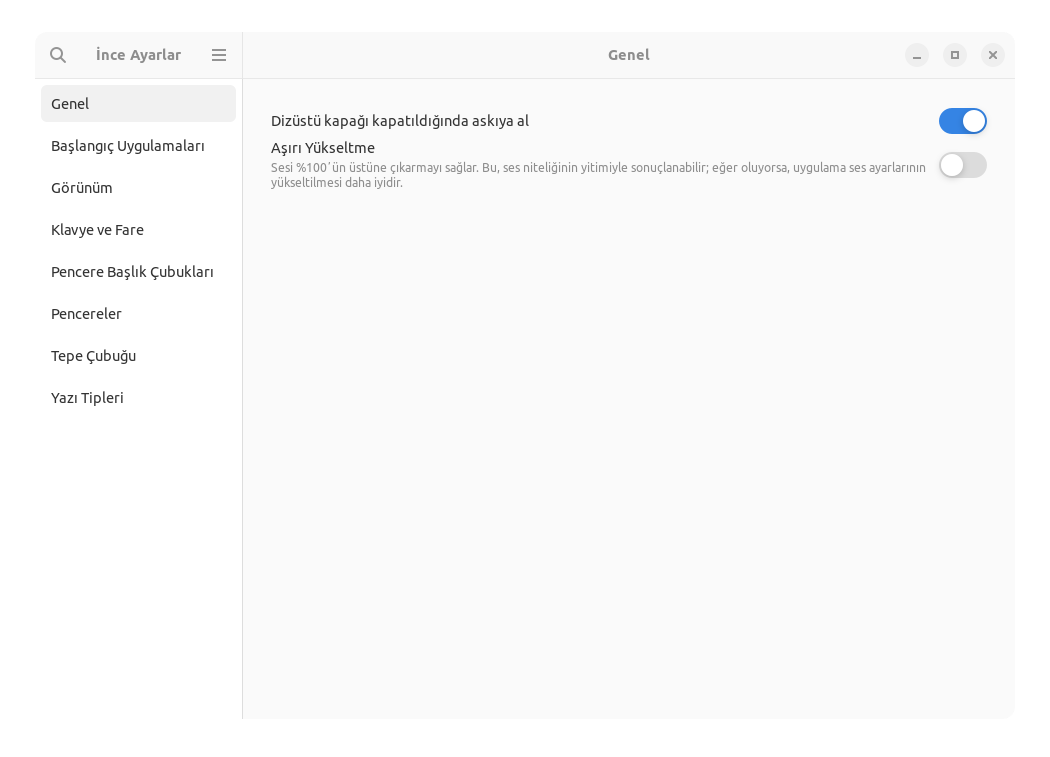 İnce Ayarlar
Genel
Genel
Başlangıç Uygulamaları
Görünüm
Klavye ve Fare
Pencere Başlık Çubukları
Pencereler
Tepe Çubuğu
Yazı Tipleri
Dizüstü kapağı kapatıldığında askıya al
Aşırı Yükseltme
Sesi %100ʼün üstüne çıkarmayı sağlar. Bu, ses niteliğinin yitimiyle sonuçlanabilir; eğer oluyorsa, uygulama ses ayarlarının
yükseltilmesi daha iyidir.